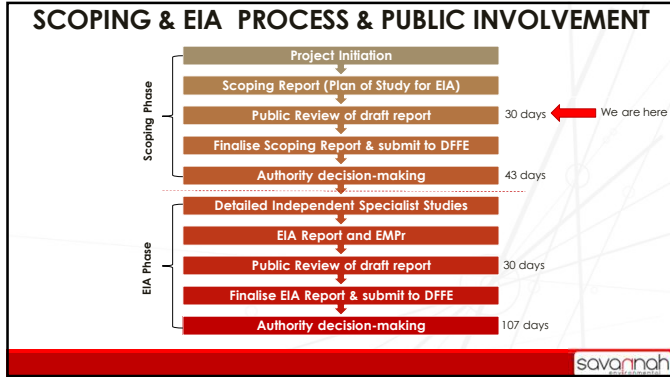 SCOPING & EIA PROCESS & PUBLIC INVOLVEMENT
Project Initiation
Scoping Phase
Scoping Report (Plan of Study for EIA)
Public Review of draft report
30 days
We are here
Finalise Scoping Report & submit to DFFE
Authority decision-making
43 days
EIA Phase
Detailed Independent Specialist Studies
EIA Report and EMPr
Public Review of draft report
30 days
Finalise EIA Report & submit to DFFE
Authority decision-making
107 days
savannah
environmental